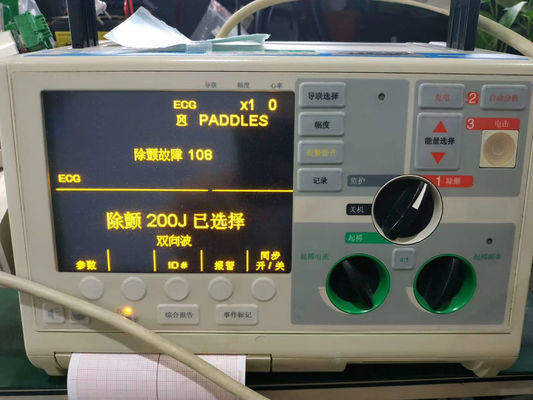 导联 幅度 心率
ECG x1 0
PADDLES
除颤故障 108
ECG
除颤 200J 已选择
双向波
参数 ID# 报警 同步 开/关
导联选择
幅度
报警暂停
记录
充电
2 自动分析
能量选择
3 电击
监护 1 除颤
关机
起搏
起搏电流 4:1 起搏频率
综合报告 事件标记